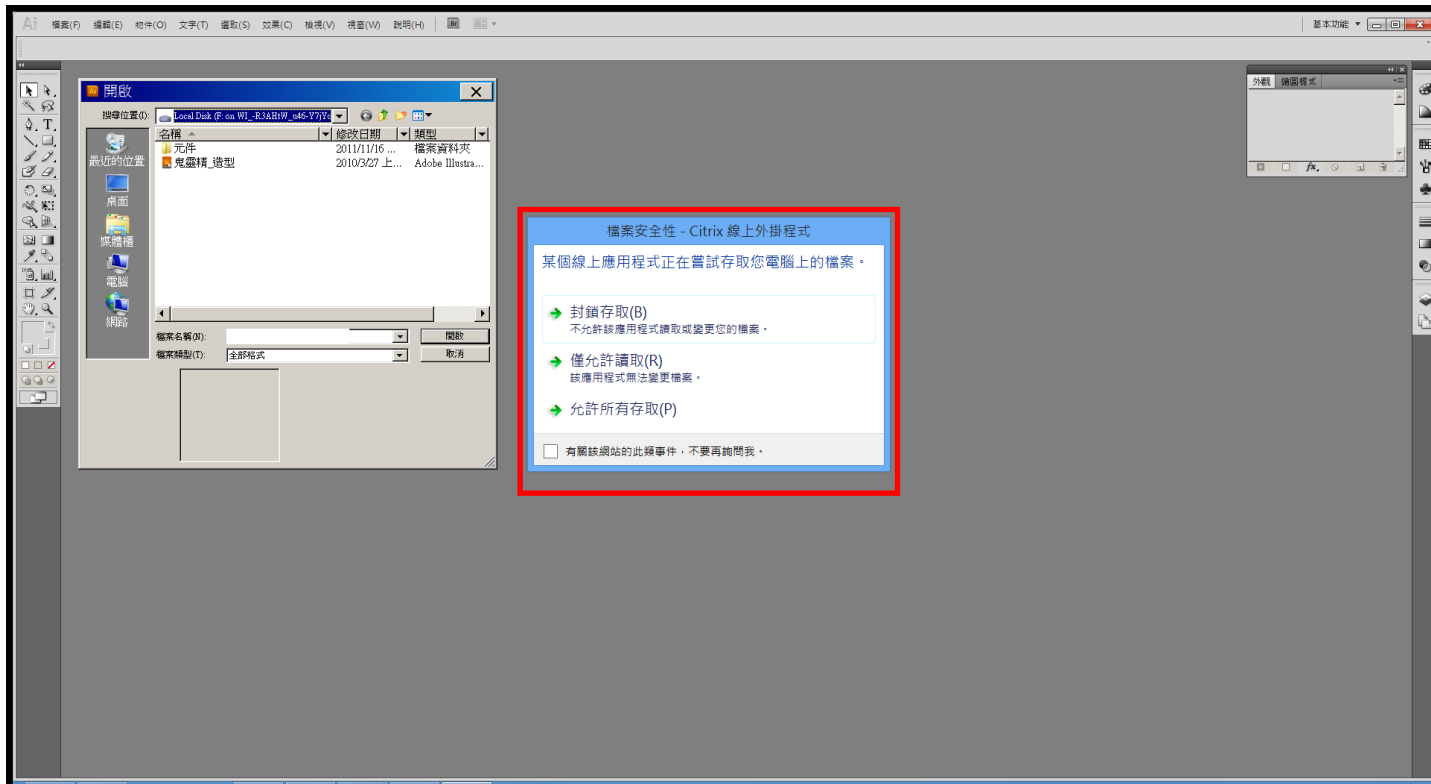 Ai 檔案(F) 編輯(E) 物件(O) 文字(T) 選取(S) 效果(C) 檢視(V) 視窗(W) 說明(H) Br 基本功能
開啟
搜尋位置(I): Local Disk (F: on WI_-R3AHtW_u46-Y7jYc
名稱 修改日期 類型
元件 2011/11/16 ... 檔案資料夾
鬼靈精_造型 2010/3/27 上... Adobe Illustra...
最近的位置
桌面
媒體櫃
電腦
網路
檔案名稱(N): 開啟
檔案類型(T): 全部格式 取消
檔案安全性 - Citrix 線上外掛程式
某個線上應用程式正在嘗試存取您電腦上的檔案。
封鎖存取(B)
不允許該應用程式讀取或變更您的檔案。
僅允許讀取(R)
該應用程式無法變更檔案。
允許所有存取(P)
有關該網站的此類事件，不要再詢問我。
外觀 繪圖樣式
fx